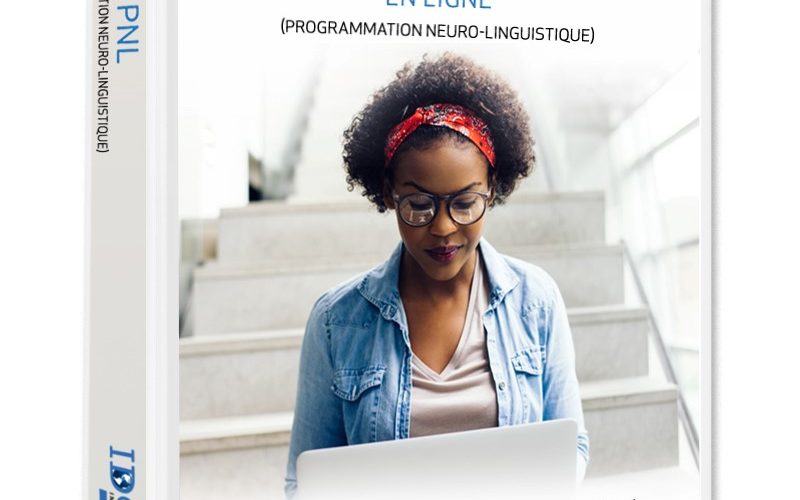 EN LIGNE
(PROGRAMMATION NEURO-LINGUISTIQUE)
PNL
TION NEURO-LINGUISTIQUE)